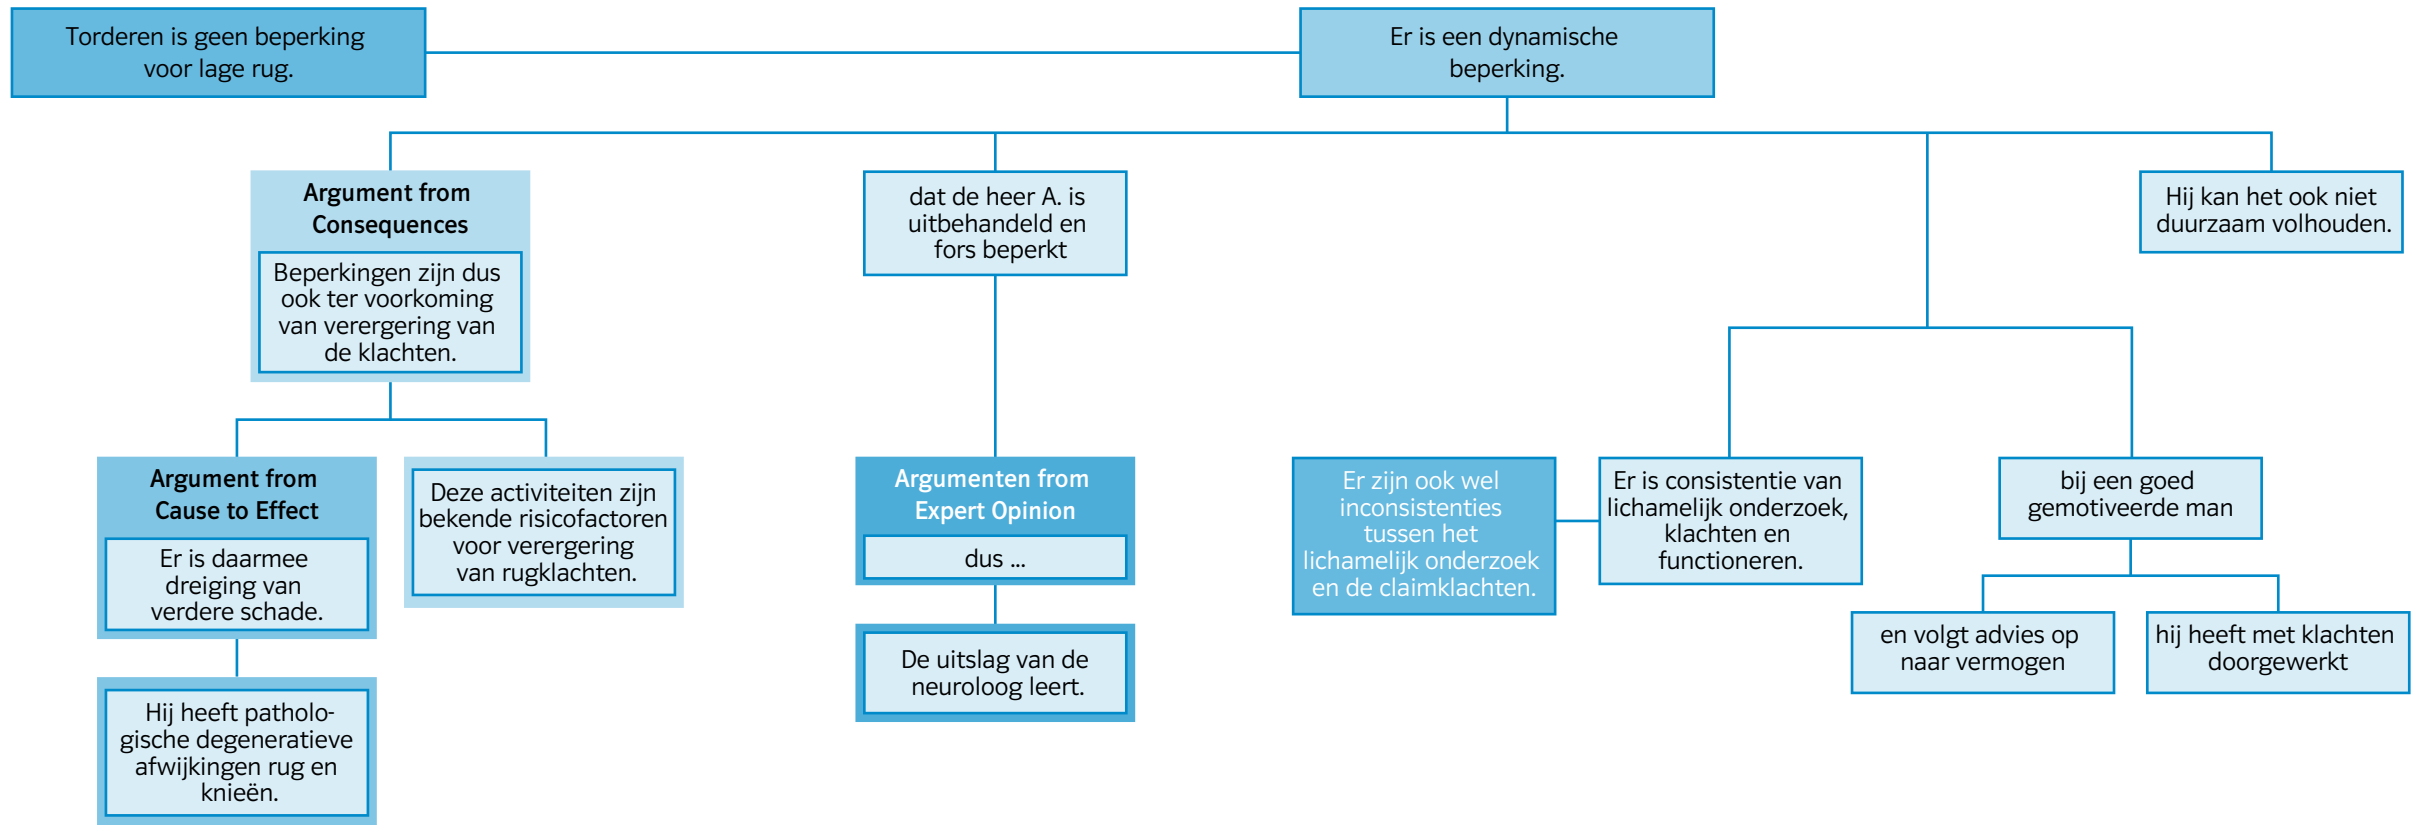 Torderen is geen beperking
voor lage rug.
Er is een dynamische
beperking.
Argument from
Consequences
Beperkingen zijn dus
ook ter voorkoming
van verergering van
de klachten.
dat de heer A. is
uitbehandeld en
fors beperkt
Hij kan het ook niet
duurzaam volhouden.
Argument from
Cause to Effect
Er is daarmee
dreiging van
verdere schade.
Deze activiteiten zijn
bekende risicofactoren
voor verergering
van rugklachten.
Argumenten from
Expert Opinion
dus ...
Er zijn ook wel
inconsistenties
tussen het
lichamelijk onderzoek
en de claimklachten.
Er is consistentie van
lichamelijk onderzoek,
klachten en
functioneren.
bij een goed
gemotiveerde man
Hij heeft patholo-
gische degeneratieve
afwijkingen rug en
knieën.
De uitslag van de
neuroloog leert.
en volgt advies op
naar vermogen
hij heeft met klachten
doorgewerkt